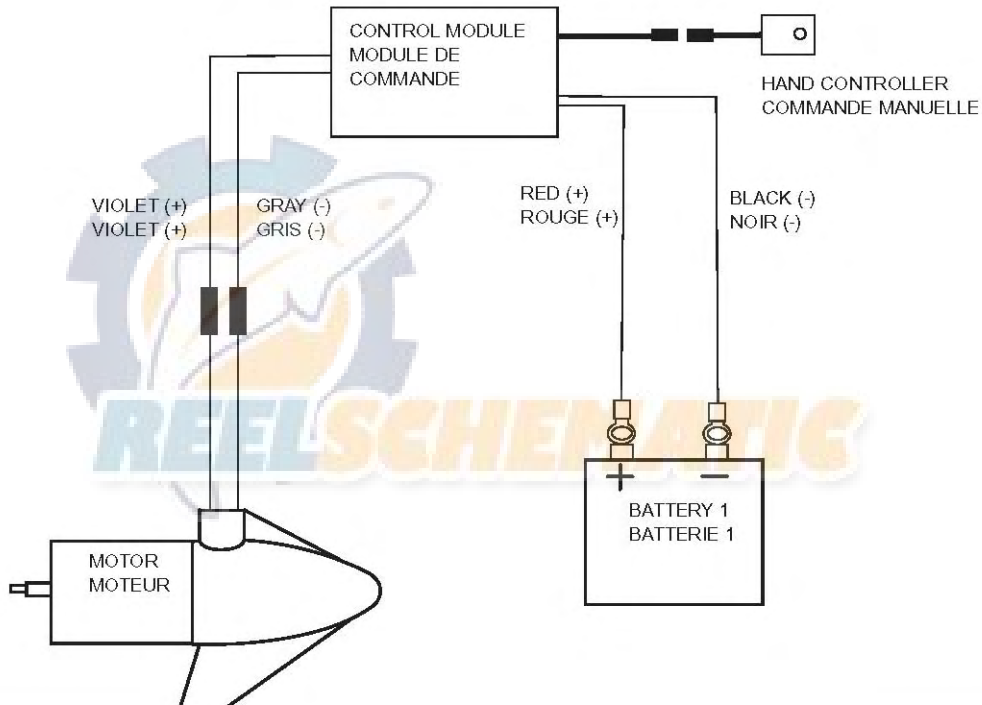 CONTROL MODULE
MODULE DE
COMMANDE
HAND CONTROLLER
COMMANDE MANUELLE
VIOLET (+)
VIOLET (+)
GRAY (-)
GRIS (-)
RED (+)
ROUGE (+)
BLACK (-)
NOIR (-)
REELSCHEMATIC
+
−
BATTERY 1
BATTERIE 1
MOTOR
MOTEUR